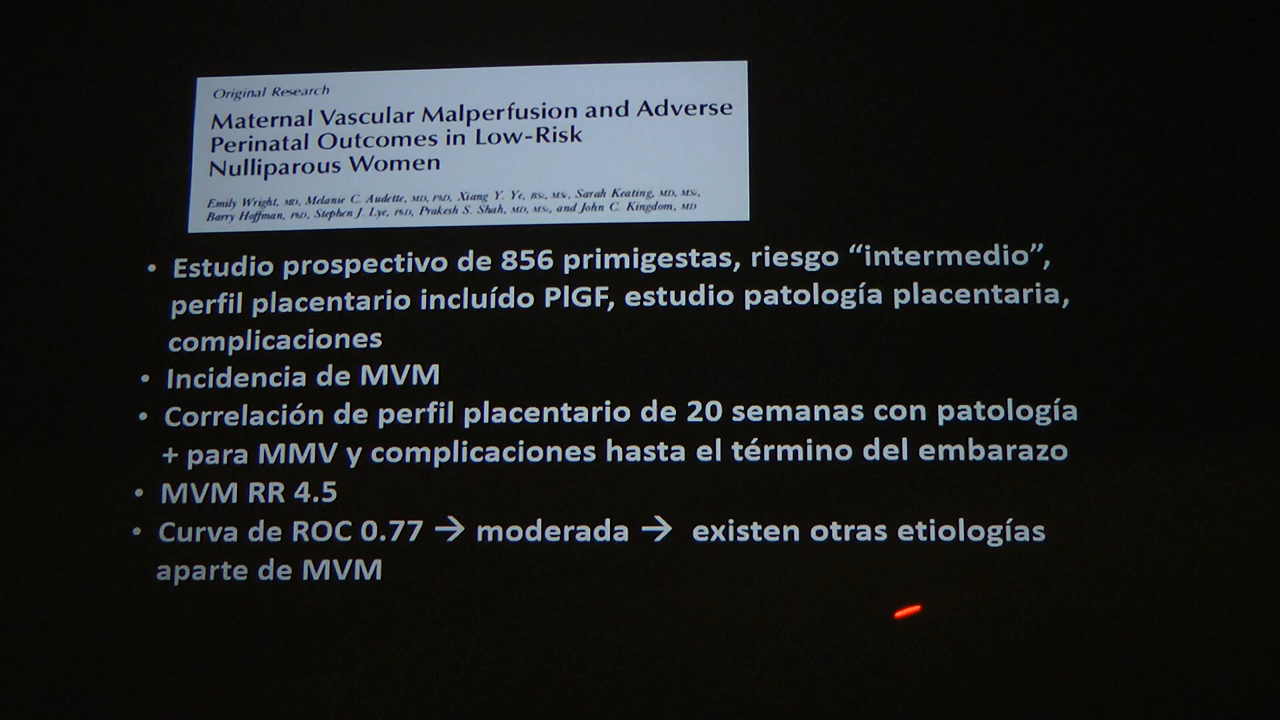 Original Research
Maternal Vascular Malperfusion and Adverse
Perinatal Outcomes in Low-Risk
Nulliparous Women
Emily Wright, MD, Melanie C. Audette, MD, PhD, Xiang Y. Ye, BSc, MSc, Sarah Keating, MD, MSc,
Barry Hoffman, PhD, Stephen J. Lye, PhD, Prakesh S. Shah, MD, MSc, and John C. Kingdom, MD
• Estudio prospectivo de 856 primigestas, riesgo “intermedio”,
perfil placentario incluído PlGF, estudio patología placentaria,
complicaciones
• Incidencia de MVM
• Correlación de perfil placentario de 20 semanas con patología
+ para MMV y complicaciones hasta el término del embarazo
• MVM RR 4.5
• Curva de ROC 0.77 → moderada → existen otras etiologías
aparte de MVM